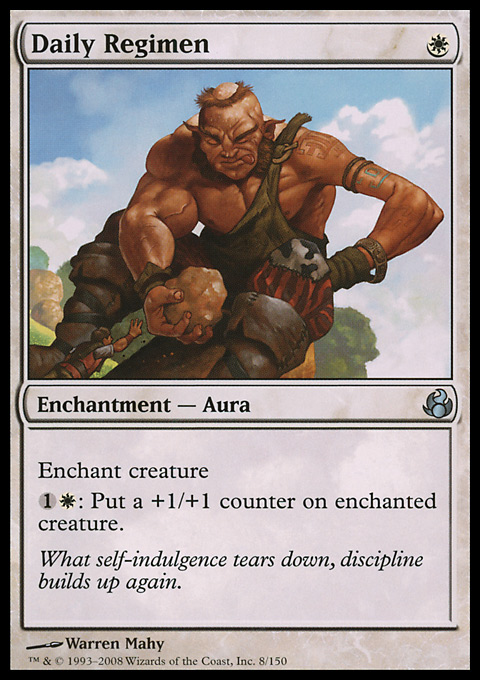 Daily Regimen
Enchantment — Aura
Enchant creature
1: Put a +1/+1 counter on enchanted
creature.
What self-indulgence tears down, discipline
builds up again.
Warren Mahy
™ & © 1993–2008 Wizards of the Coast, Inc. 8/150